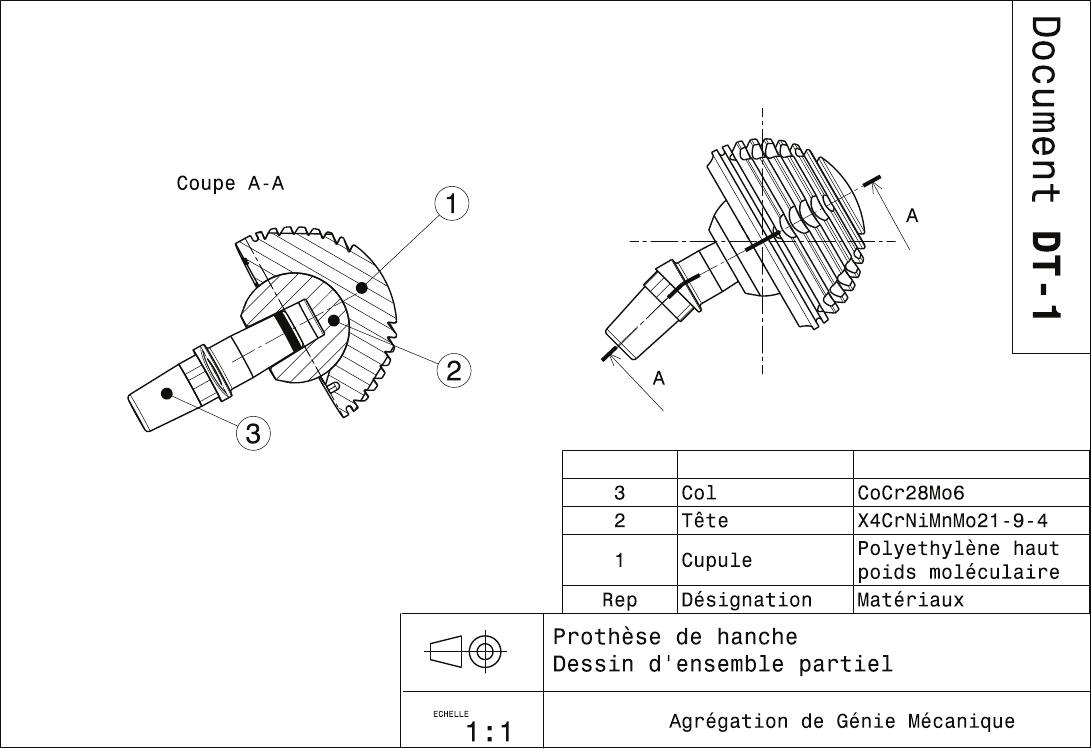 Document DT-1
Coupe A-A
1
A
2
A
3
3 Col CoCr28Mo6
2 Tête X4CrNiMnMo21-9-4
1 Cupule Polyethylène haut
poids moléculaire
Rep Désignation Matériaux
Prothèse de hanche
Dessin d'ensemble partiel
ECHELLE
1:1
Agrégation de Génie Mécanique